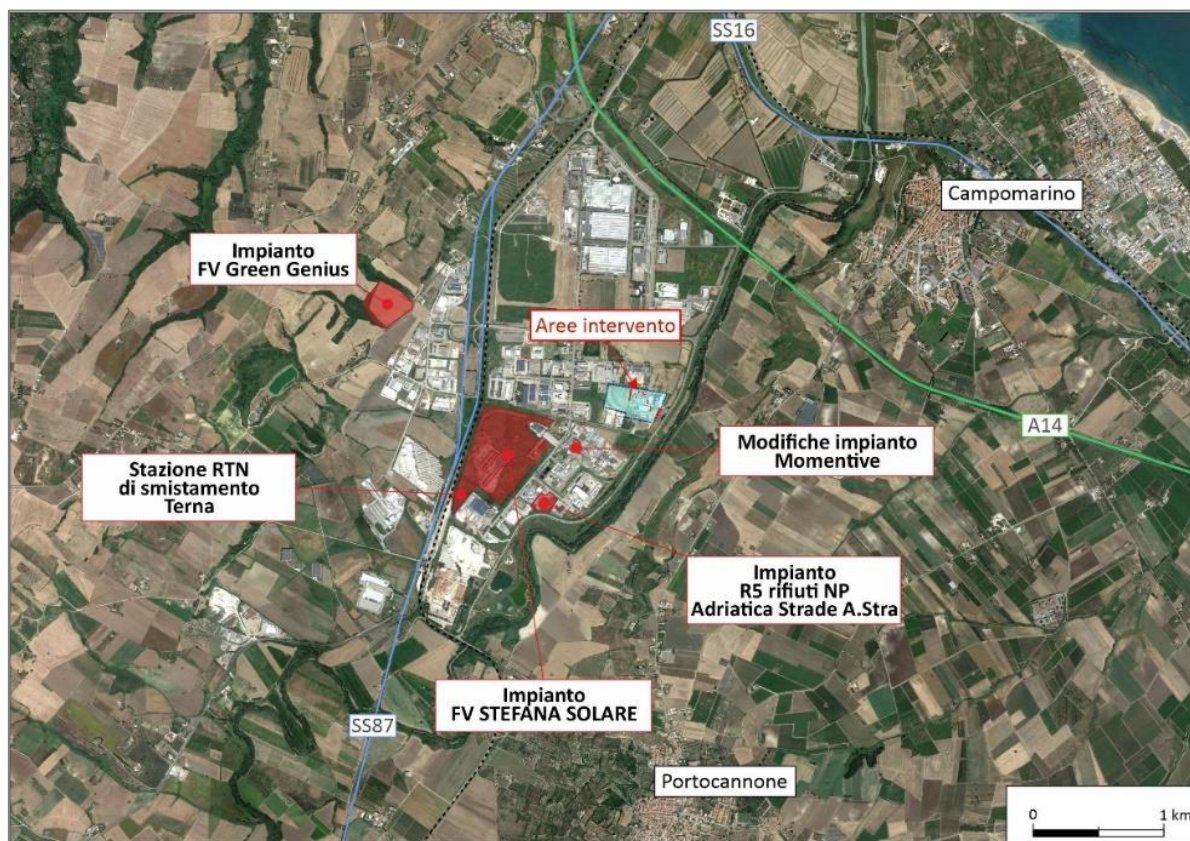 SS16
Campomarino
Impianto
FV Green Genius
Aree intervento
A14
Modifiche impianto
Momentive
Stazione RTN
di smistamento
Terna
Impianto
R5 rifiuti NP
Adriatica Strade A.Stra
Impianto
FV STEFANA SOLARE
SS87
Portocannone
0
1 km